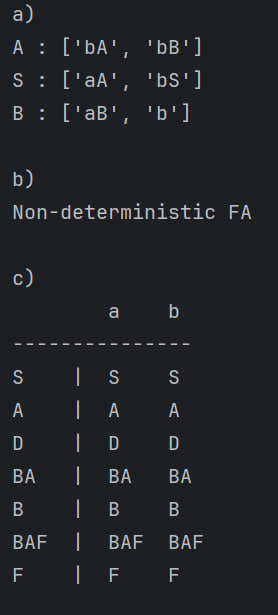 a)
A : ['bA', 'bB']
S : ['aA', 'bS']
B : ['aB', 'b']
b)
Non-deterministic FA
c)
a b
---------------
S | S S
A | A A
D | D D
BA | BA BA
B | B B
BAF | BAF BAF
F | F F